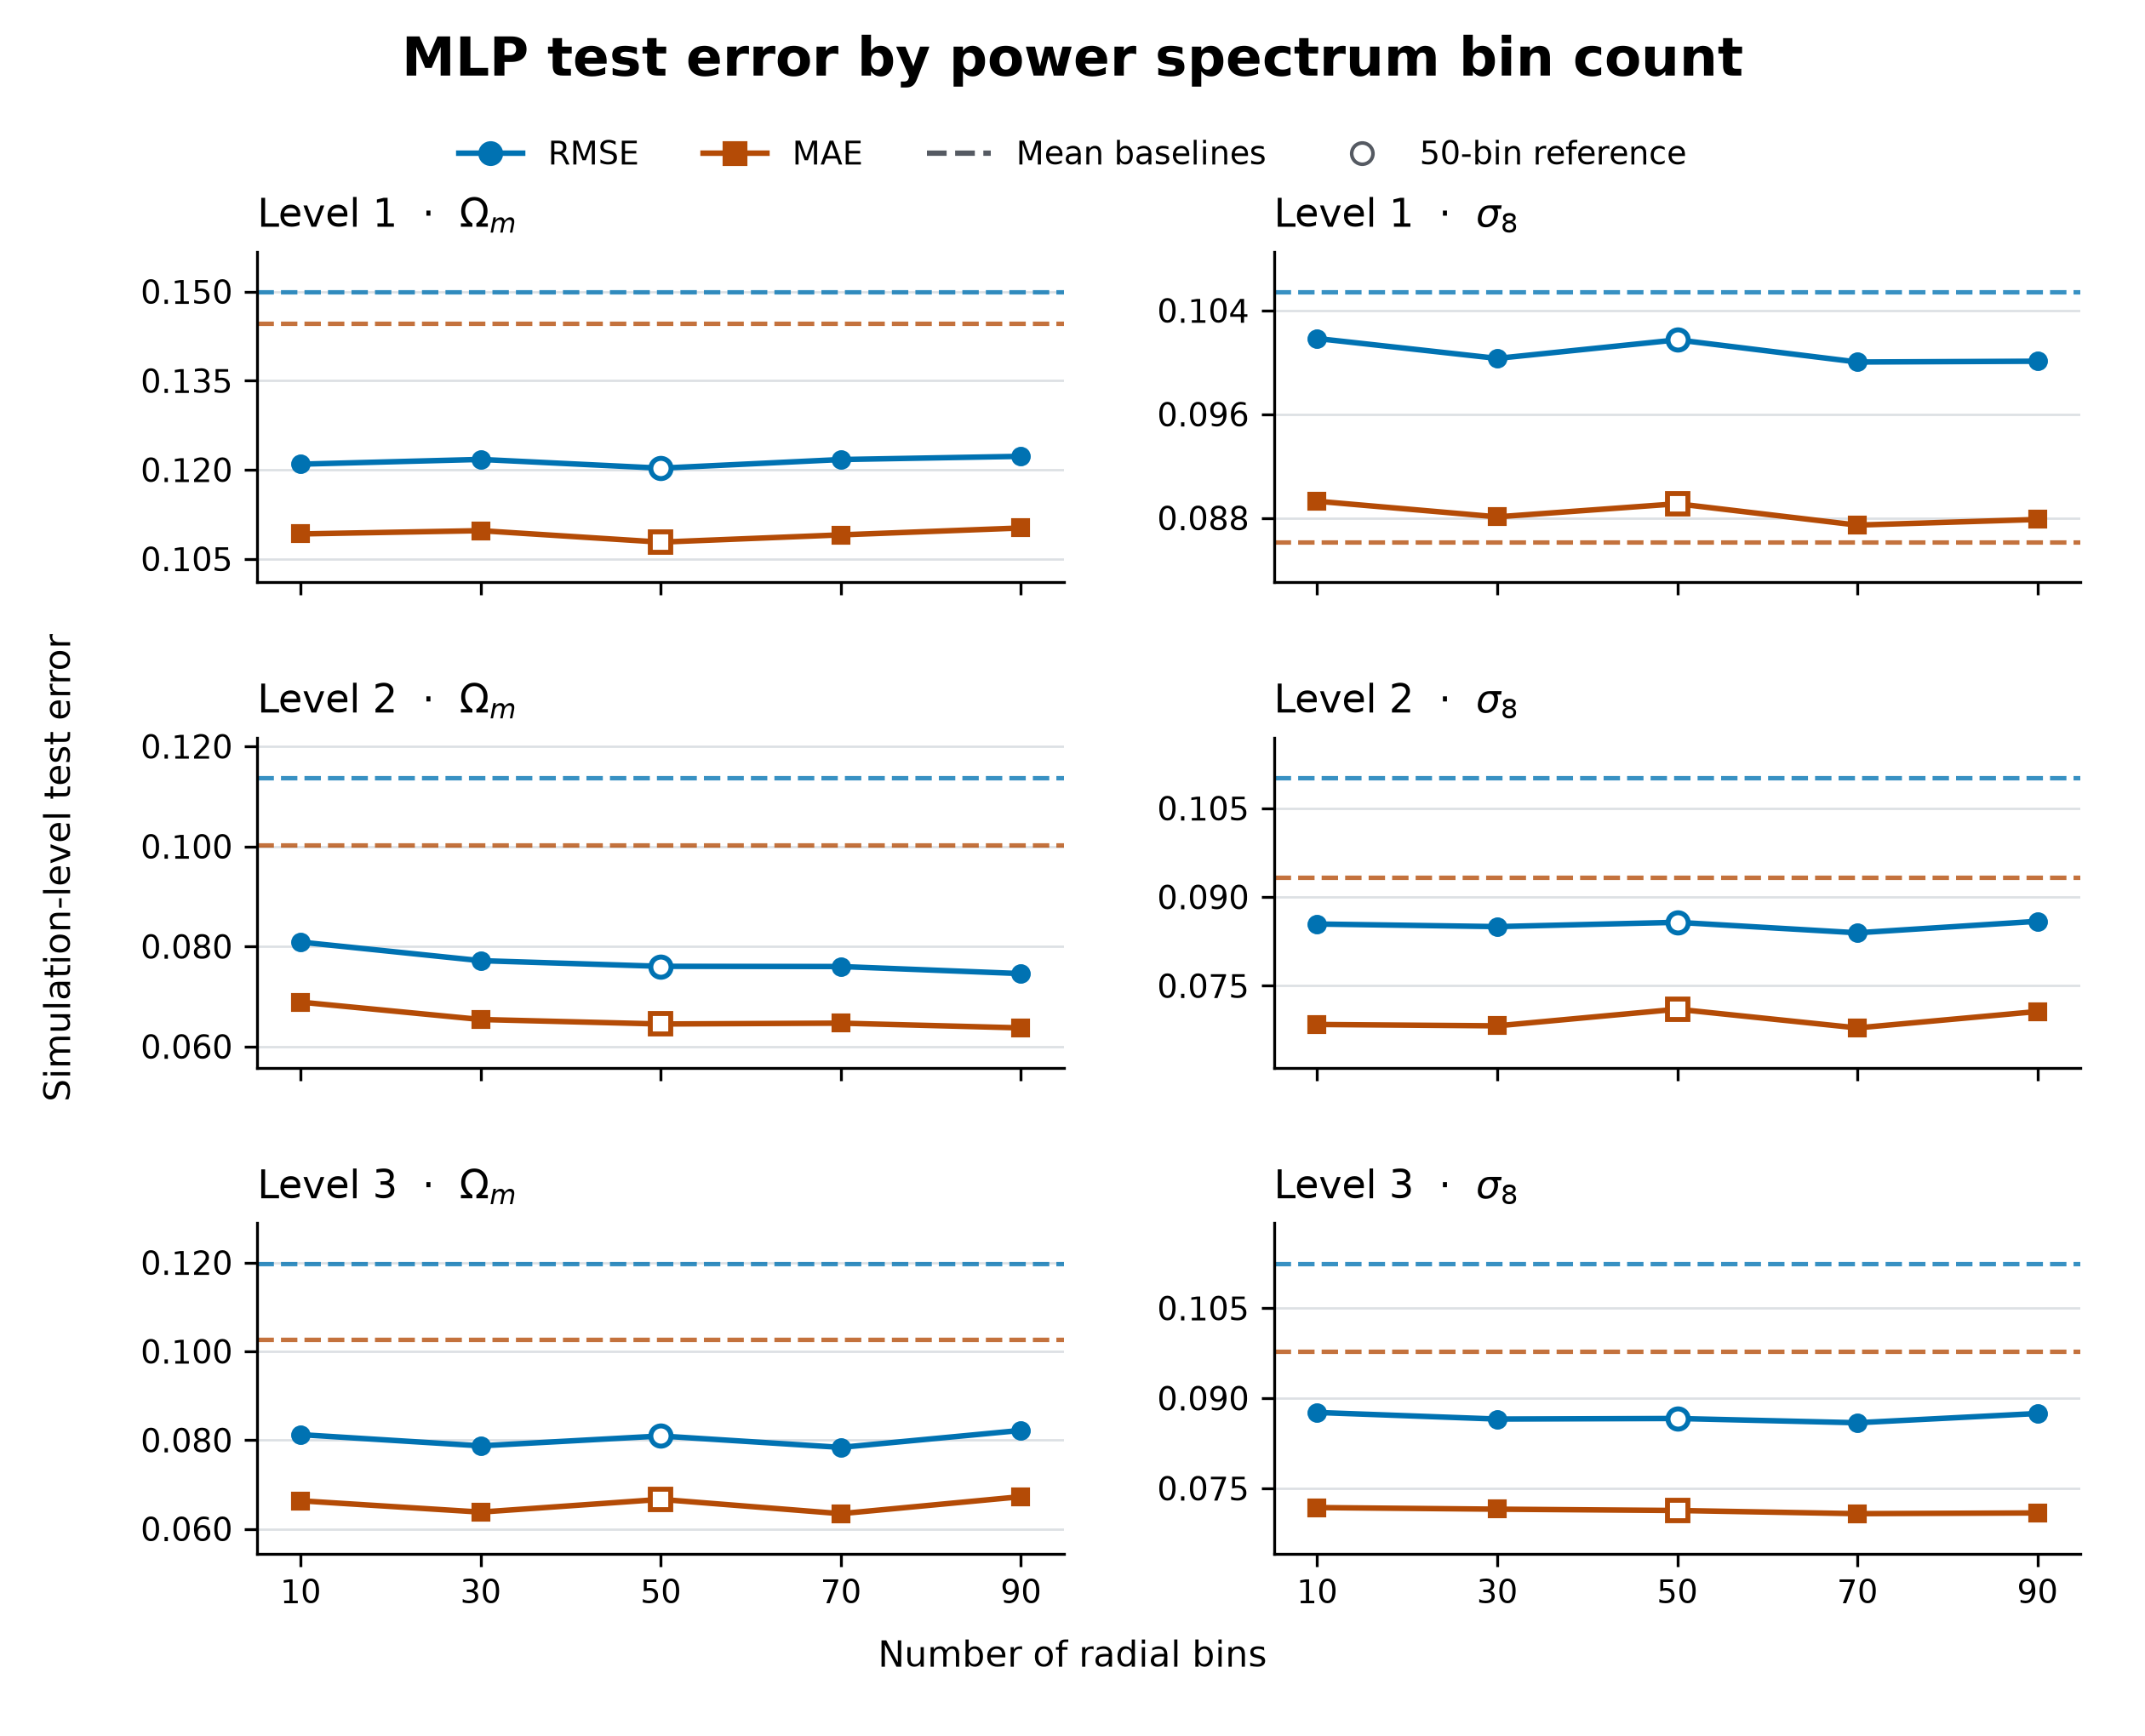 MLP test error by power spectrum bin count
RMSE MAE Mean baselines 50-bin reference
Level 1 · Ωm
0.150
0.135
0.120
0.105
Level 1 · σ8
0.104
0.096
0.088
Simulation-level test error
Level 2 · Ωm
0.120
0.100
0.080
0.060
Level 2 · σ8
0.105
0.090
0.075
Level 3 · Ωm
0.120
0.100
0.080
0.060
10 30 50 70 90
Level 3 · σ8
0.105
0.090
0.075
10 30 50 70 90
Number of radial bins